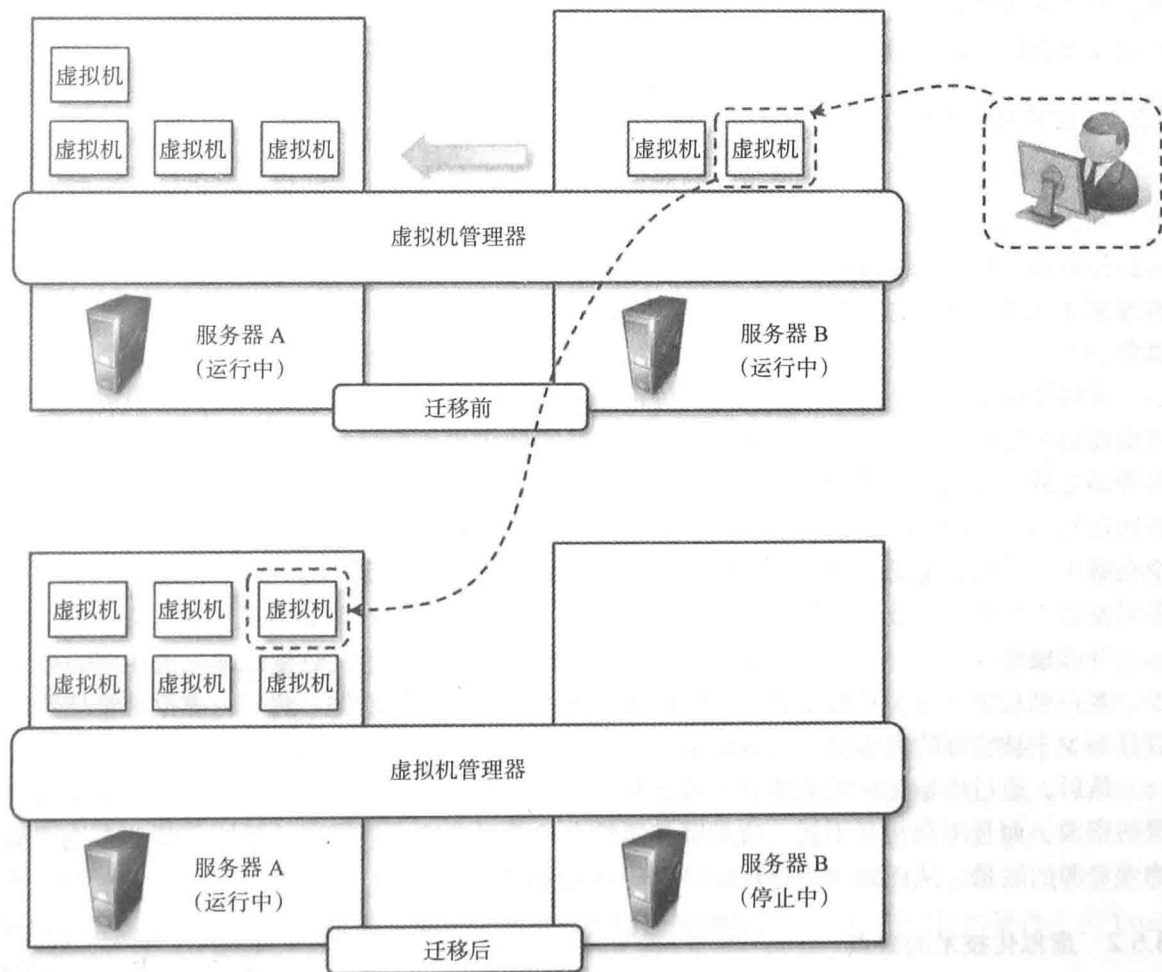 虚拟机
虚拟机 虚拟机 虚拟机 虚拟机 虚拟机
虚拟机管理器
服务器 A
(运行中)
服务器 B
(运行中)
迁移前
虚拟机 虚拟机 虚拟机
虚拟机 虚拟机 虚拟机
虚拟机管理器
服务器 A
(运行中)
服务器 B
(停止中)
迁移后